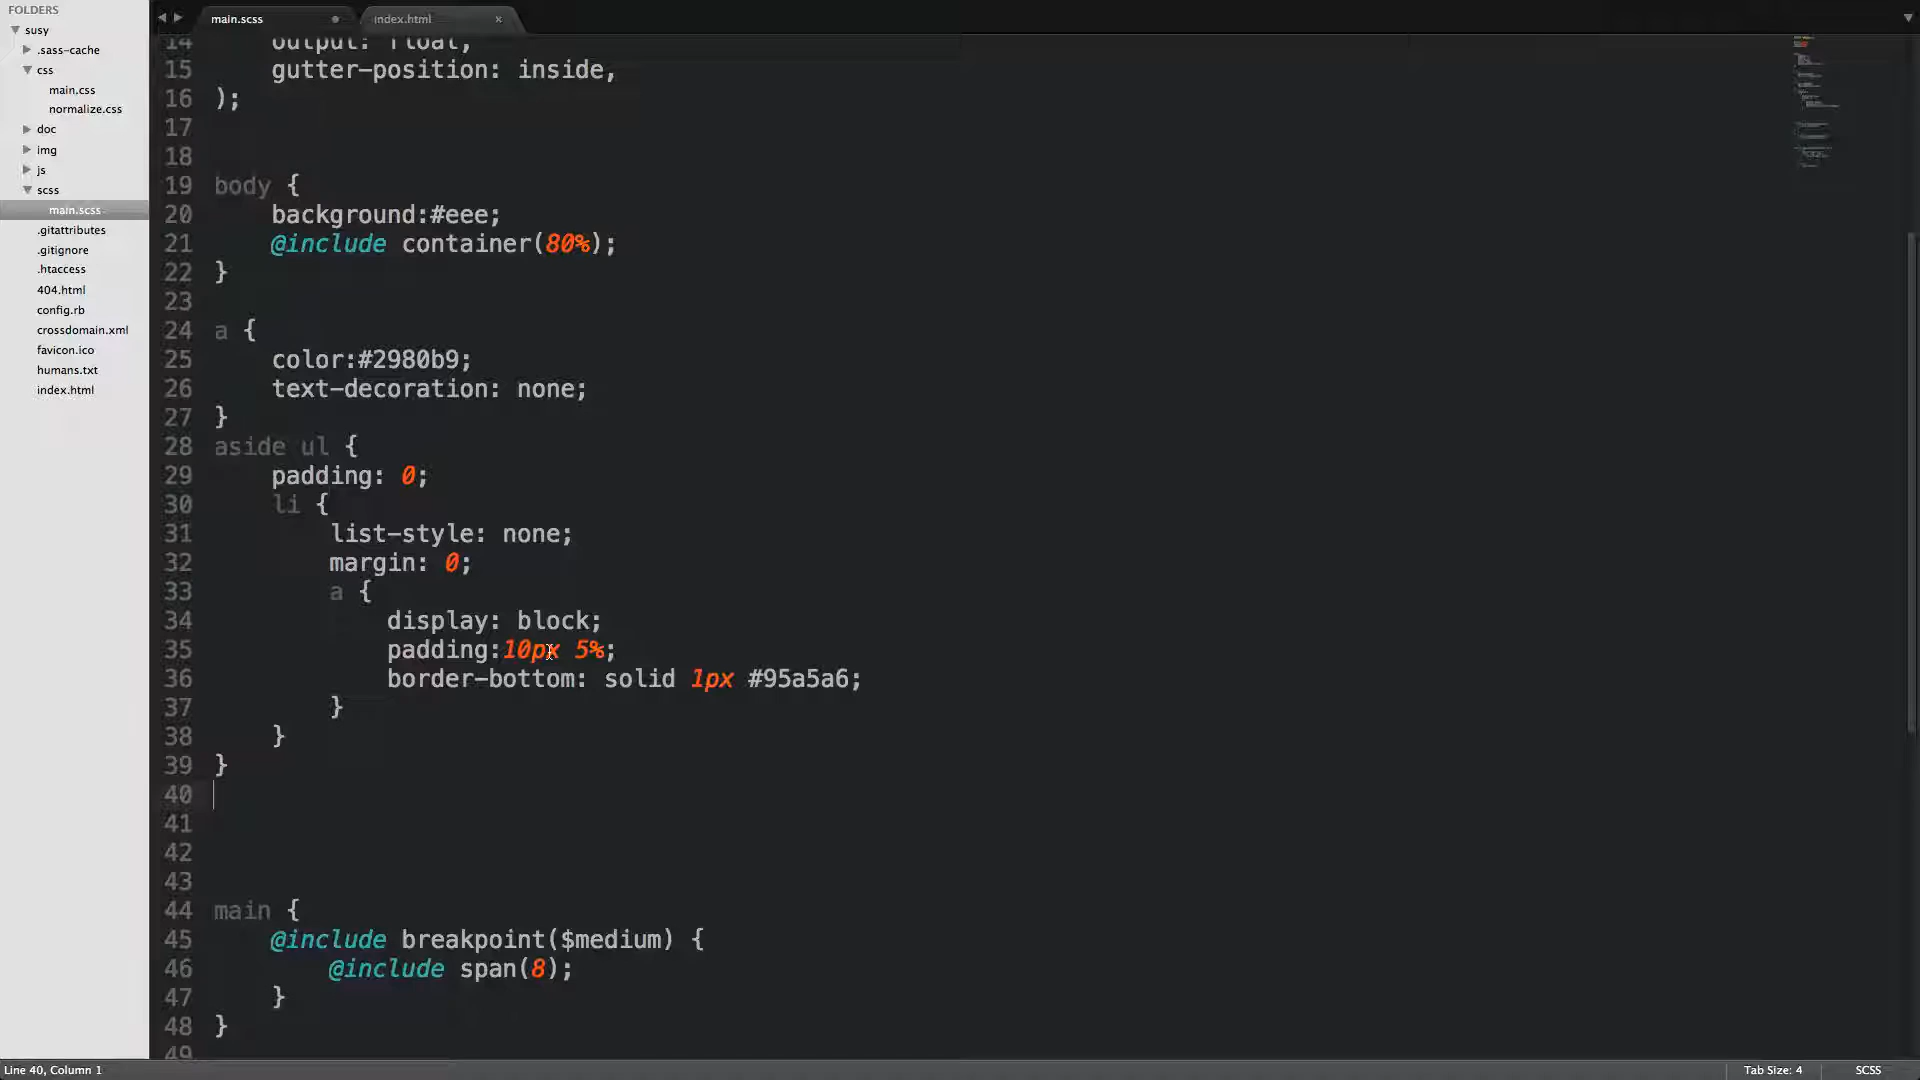 FOLDERS
susy
.sass-cache
css
main.css
normalize.css
doc
img
js
scss
main.scss
.gitattributes
.gitignore
.htaccess
404.html
config.rb
crossdomain.xml
favicon.ico
humans.txt
index.html
main.scss
index.html ×
14 output: float,
15 gutter-position: inside,
16 );
17
18
19 body {
20 background:#eee;
21 @include container(80%);
22 }
23
24 a {
25 color:#2980b9;
26 text-decoration: none;
27 }
28 aside ul {
29 padding: 0;
30 li {
31 list-style: none;
32 margin: 0;
33 a {
34 display: block;
35 padding:10px 5%;
36 border-bottom: solid 1px #95a5a6;
37 }
38 }
39 }
40
41
42
43
44 main {
45 @include breakpoint($medium) {
46 @include span(8);
47 }
48 }
49
Line 40, Column 1
Tab Size: 4
SCSS